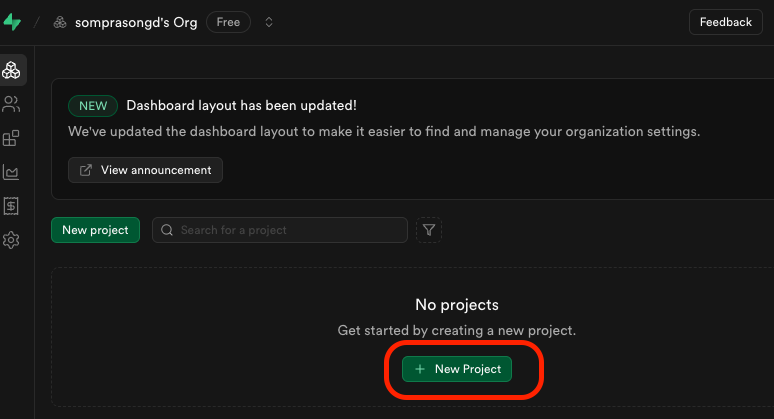 somprasongd's Org Free
Feedback
NEW Dashboard layout has been updated!
We've updated the dashboard layout to make it easier to find and manage your organization settings.
View announcement
New project
Search for a project
No projects
Get started by creating a new project.
New Project